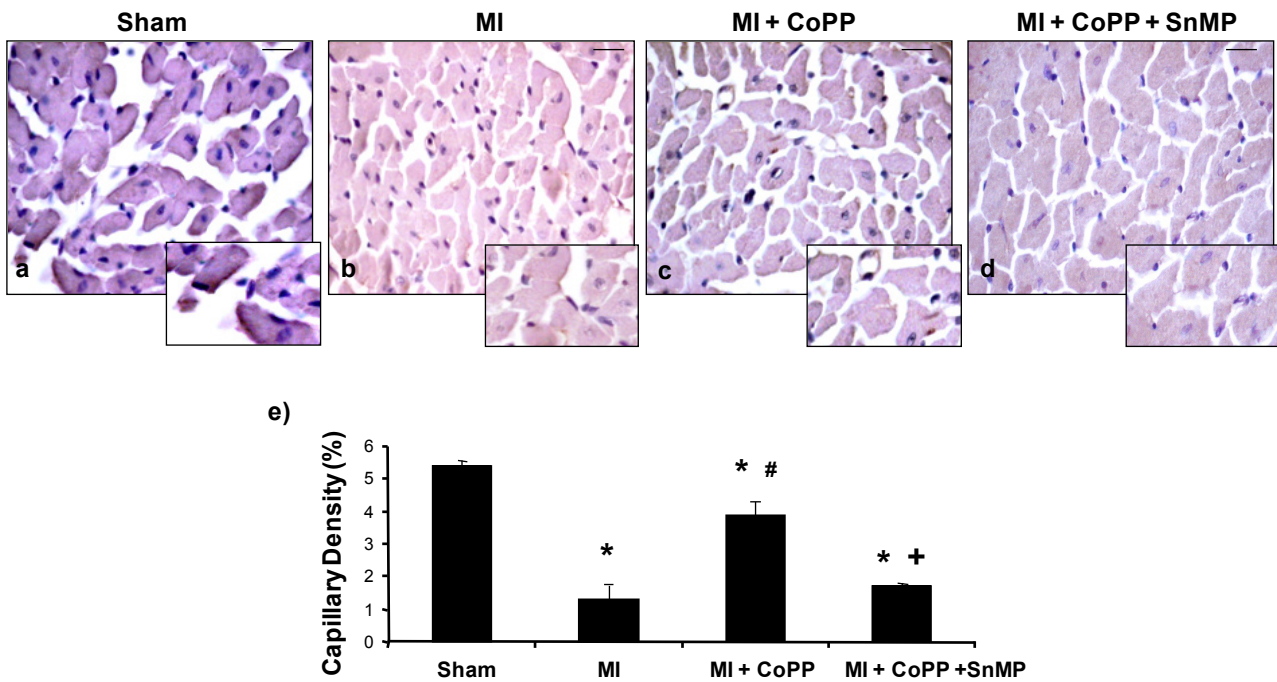 Sham MI MI + CoPP MI + CoPP + SnMP
a b c d
e)
Capillary Density (%)
6
5
4
3
2
1
0
* * # * +
Sham MI MI + CoPP MI + CoPP +SnMP